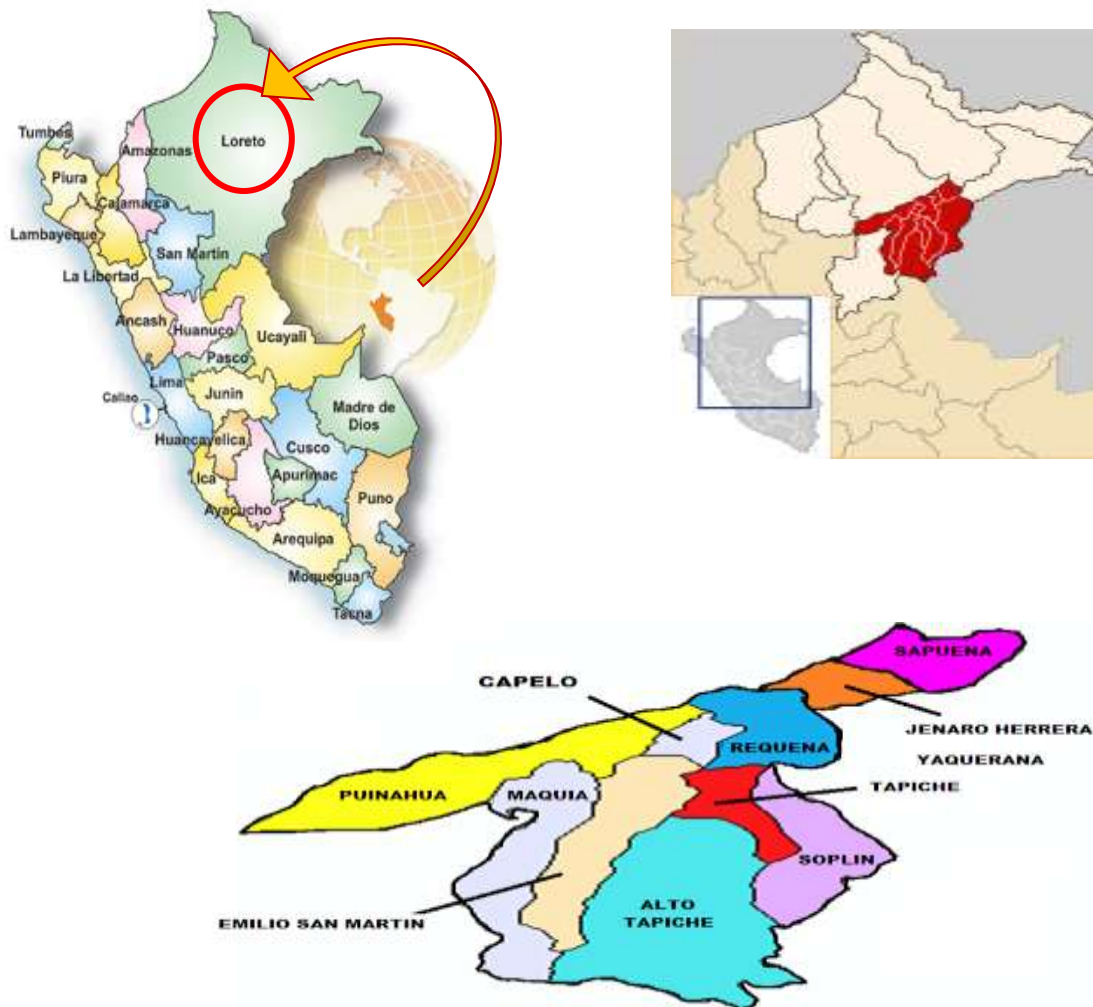 Loreto
Tumbes
Amazonas
Piura
Cajamarca
Lambayeque
San Martín
La Libertad
Ancash
Huanuco
Ucayali
Pasco
Lima
Junin
Callao
Madre de
Dios
Huancavelica
Cusco
Ica
Apurimac
Puno
Ayacucho
Arequipa
Moquegua
Tacna
SAPUENA
CAPELO
JENARO HERRERA
REQUENA
YAQUERANA
TAPICHE
PUINAHUA
MAQUIA
SOPLIN
ALTO
TAPICHE
EMILIO SAN MARTIN